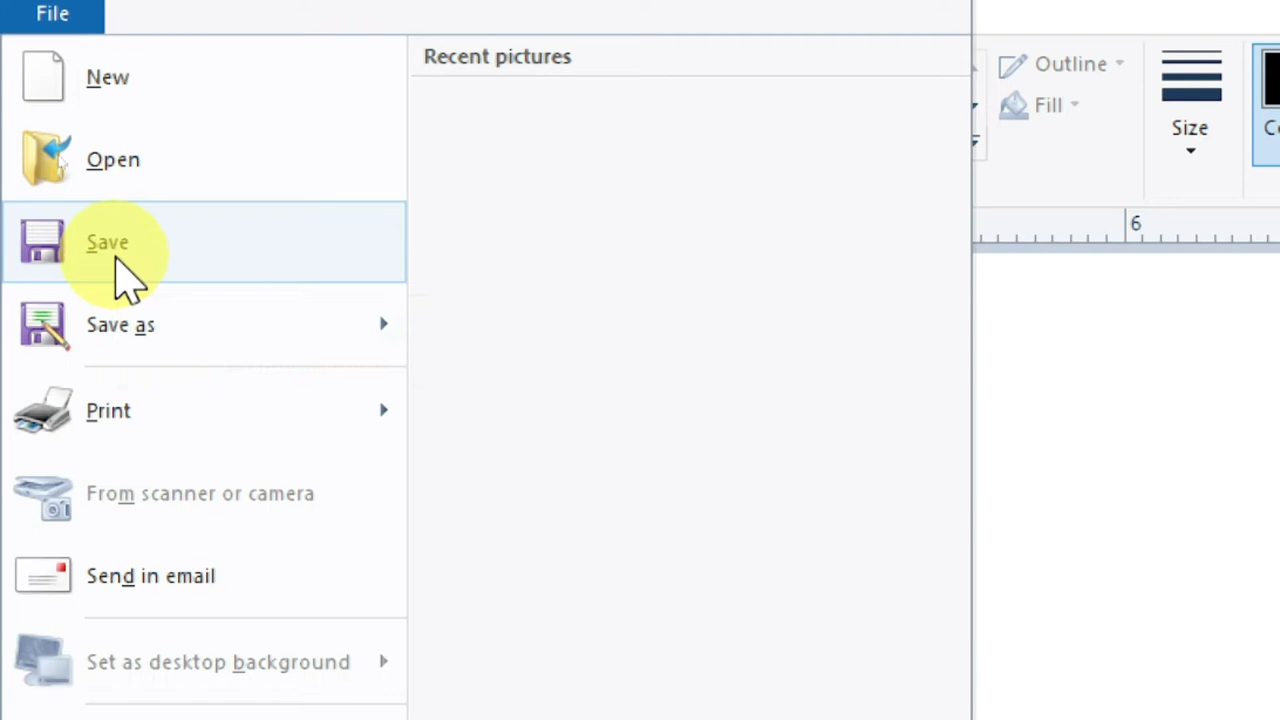 File
Recent pictures
New
Open
Save
Save as
Print
From scanner or camera
Send in email
Set as desktop background
Outline
Fill
Size
6